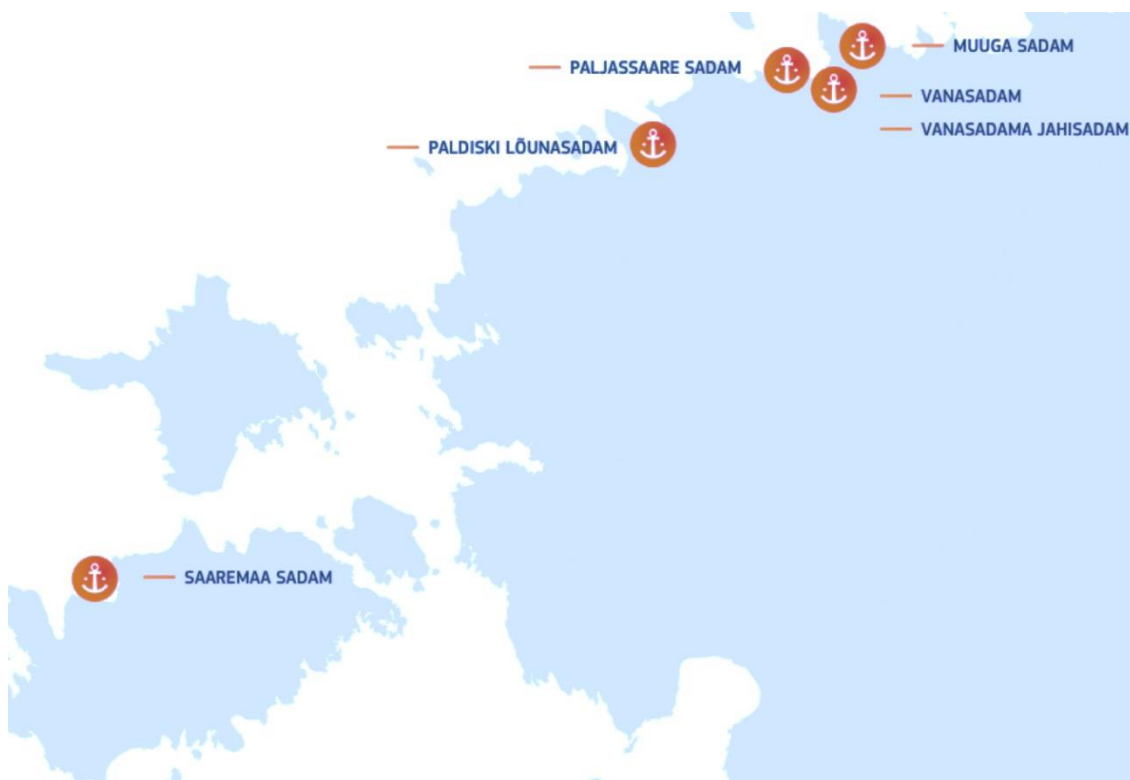 MUUGA SADAM
PALJASSAARE SADAM
VANASADAM
VANASADAMA JAHISADAM
PALDISKI LÕUNASADAM
SAAREMAA SADAM